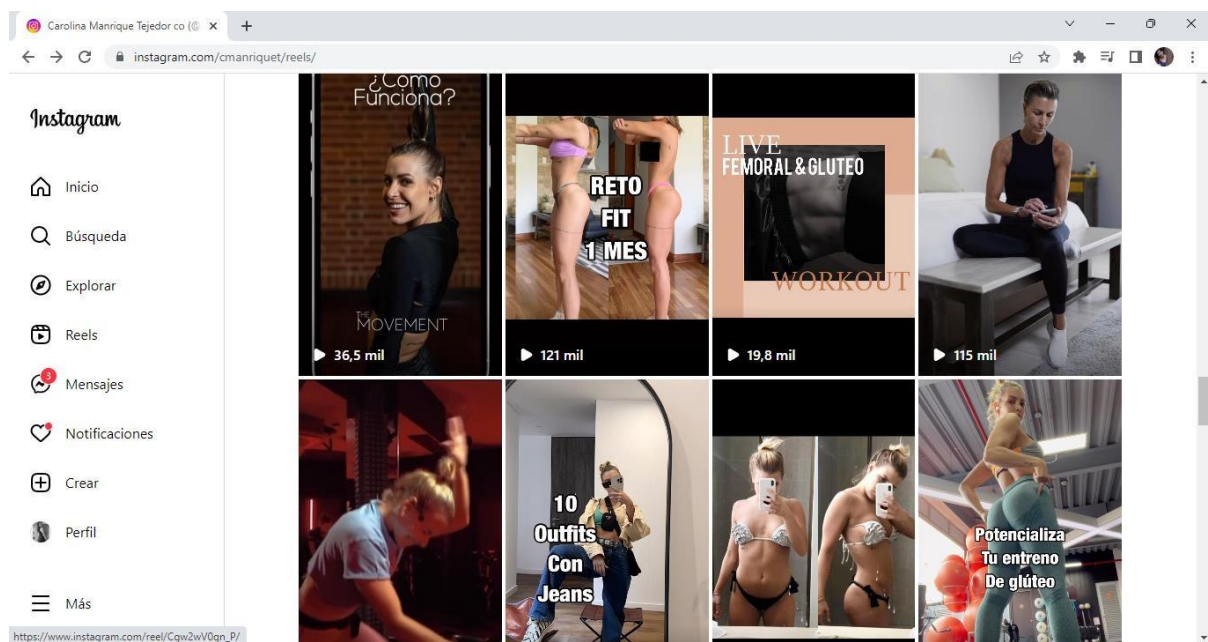 Carolina Manrique Tejedor co (@
instagram.com/cmanriquet/reels/
Instagram
Inicio
Búsqueda
Explorar
Reels
3
Mensajes
Notificaciones
Crear
Perfil
Más
¿Como
Funciona?
THE
MOVEMENT
36,5 mil
RETO
FIT
1 MES
121 mil
LIVE
FEMORAL & GLUTEO
WORKOUT
19,8 mil
115 mil
10
Outfits
Con
Jeans
Potencializa
Tu entreno
De glúteo
https://www.instagram.com/reel/Cqw2wV0qn_P/